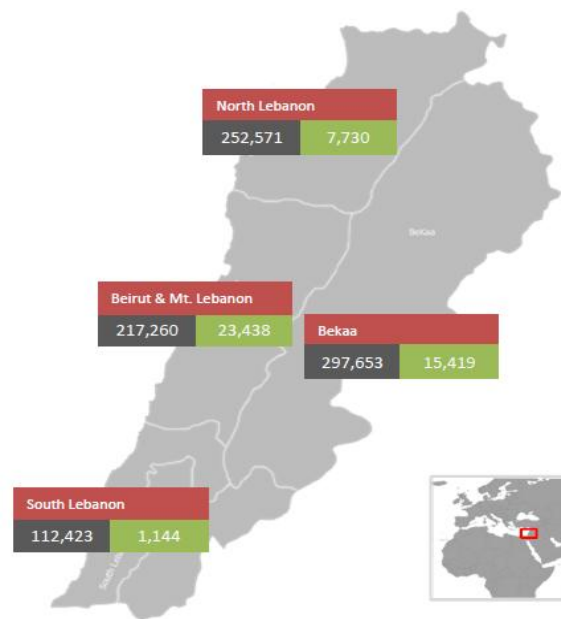 North Lebanon
252,571 7,730
BeKaa
Beirut & Mt. Lebanon
217,260 23,438
Bekaa
297,653 15,419
South Lebanon
112,423 1,144